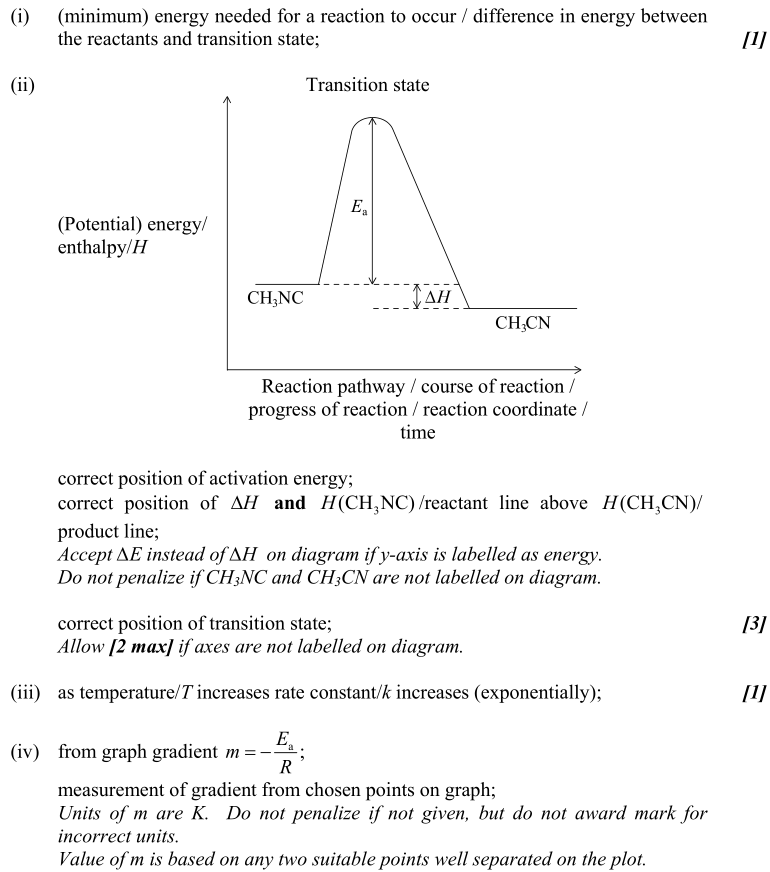 (i) (minimum) energy needed for a reaction to occur / difference in energy between
the reactants and transition state; [1]
(ii)
Transition state
(Potential) energy/
enthalpy/H
Eₐ
CH₃NC
ΔH
CH₃CN
Reaction pathway / course of reaction /
progress of reaction / reaction coordinate /
time
correct position of activation energy;
correct position of ΔH and H(CH₃NC)/reactant line above H(CH₃CN)/
product line;
Accept ΔE instead of ΔH on diagram if y-axis is labelled as energy.
Do not penalize if CH₃NC and CH₃CN are not labelled on diagram.
correct position of transition state; [3]
Allow [2 max] if axes are not labelled on diagram.
(iii) as temperature/T increases rate constant/k increases (exponentially); [1]
(iv) from graph gradient m = −Eₐ/R;
measurement of gradient from chosen points on graph;
Units of m are K. Do not penalize if not given, but do not award mark for
incorrect units.
Value of m is based on any two suitable points well separated on the plot.